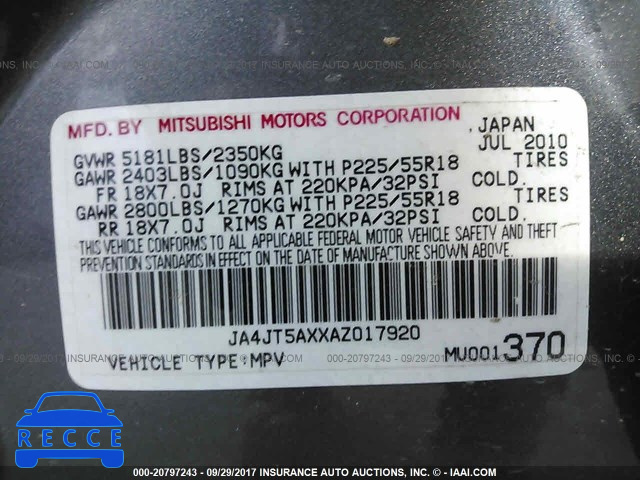 MFD. BY MITSUBISHI MOTORS CORPORATION , JAPAN
GVWR 5181LBS/2350KG JUL 2010
GAWR 2403LBS/1090KG WITH P225/55R18 TIRES
FR 18X7.0J RIMS AT 220KPA/32PSI COLD.
GAWR 2800LBS/1270KG WITH P225/55R18 TIRES
RR 18X7.0J RIMS AT 220KPA/32PSI COLD.
THIS VEHICLE CONFORMS TO ALL APPLICABLE FEDERAL MOTOR VEHICLE SAFETY AND THEFT
PREVENTION STANDARDS IN EFFECT ON THE DATE OF MANUFACTURE SHOWN ABOVE.
JA4JT5AXXAZ017920
VEHICLE TYPE:MPV MU001370
RECCE
000-20797243 - 09/29/2017 INSURANCE AUTO AUCTIONS, INC. - © IAAI.COM